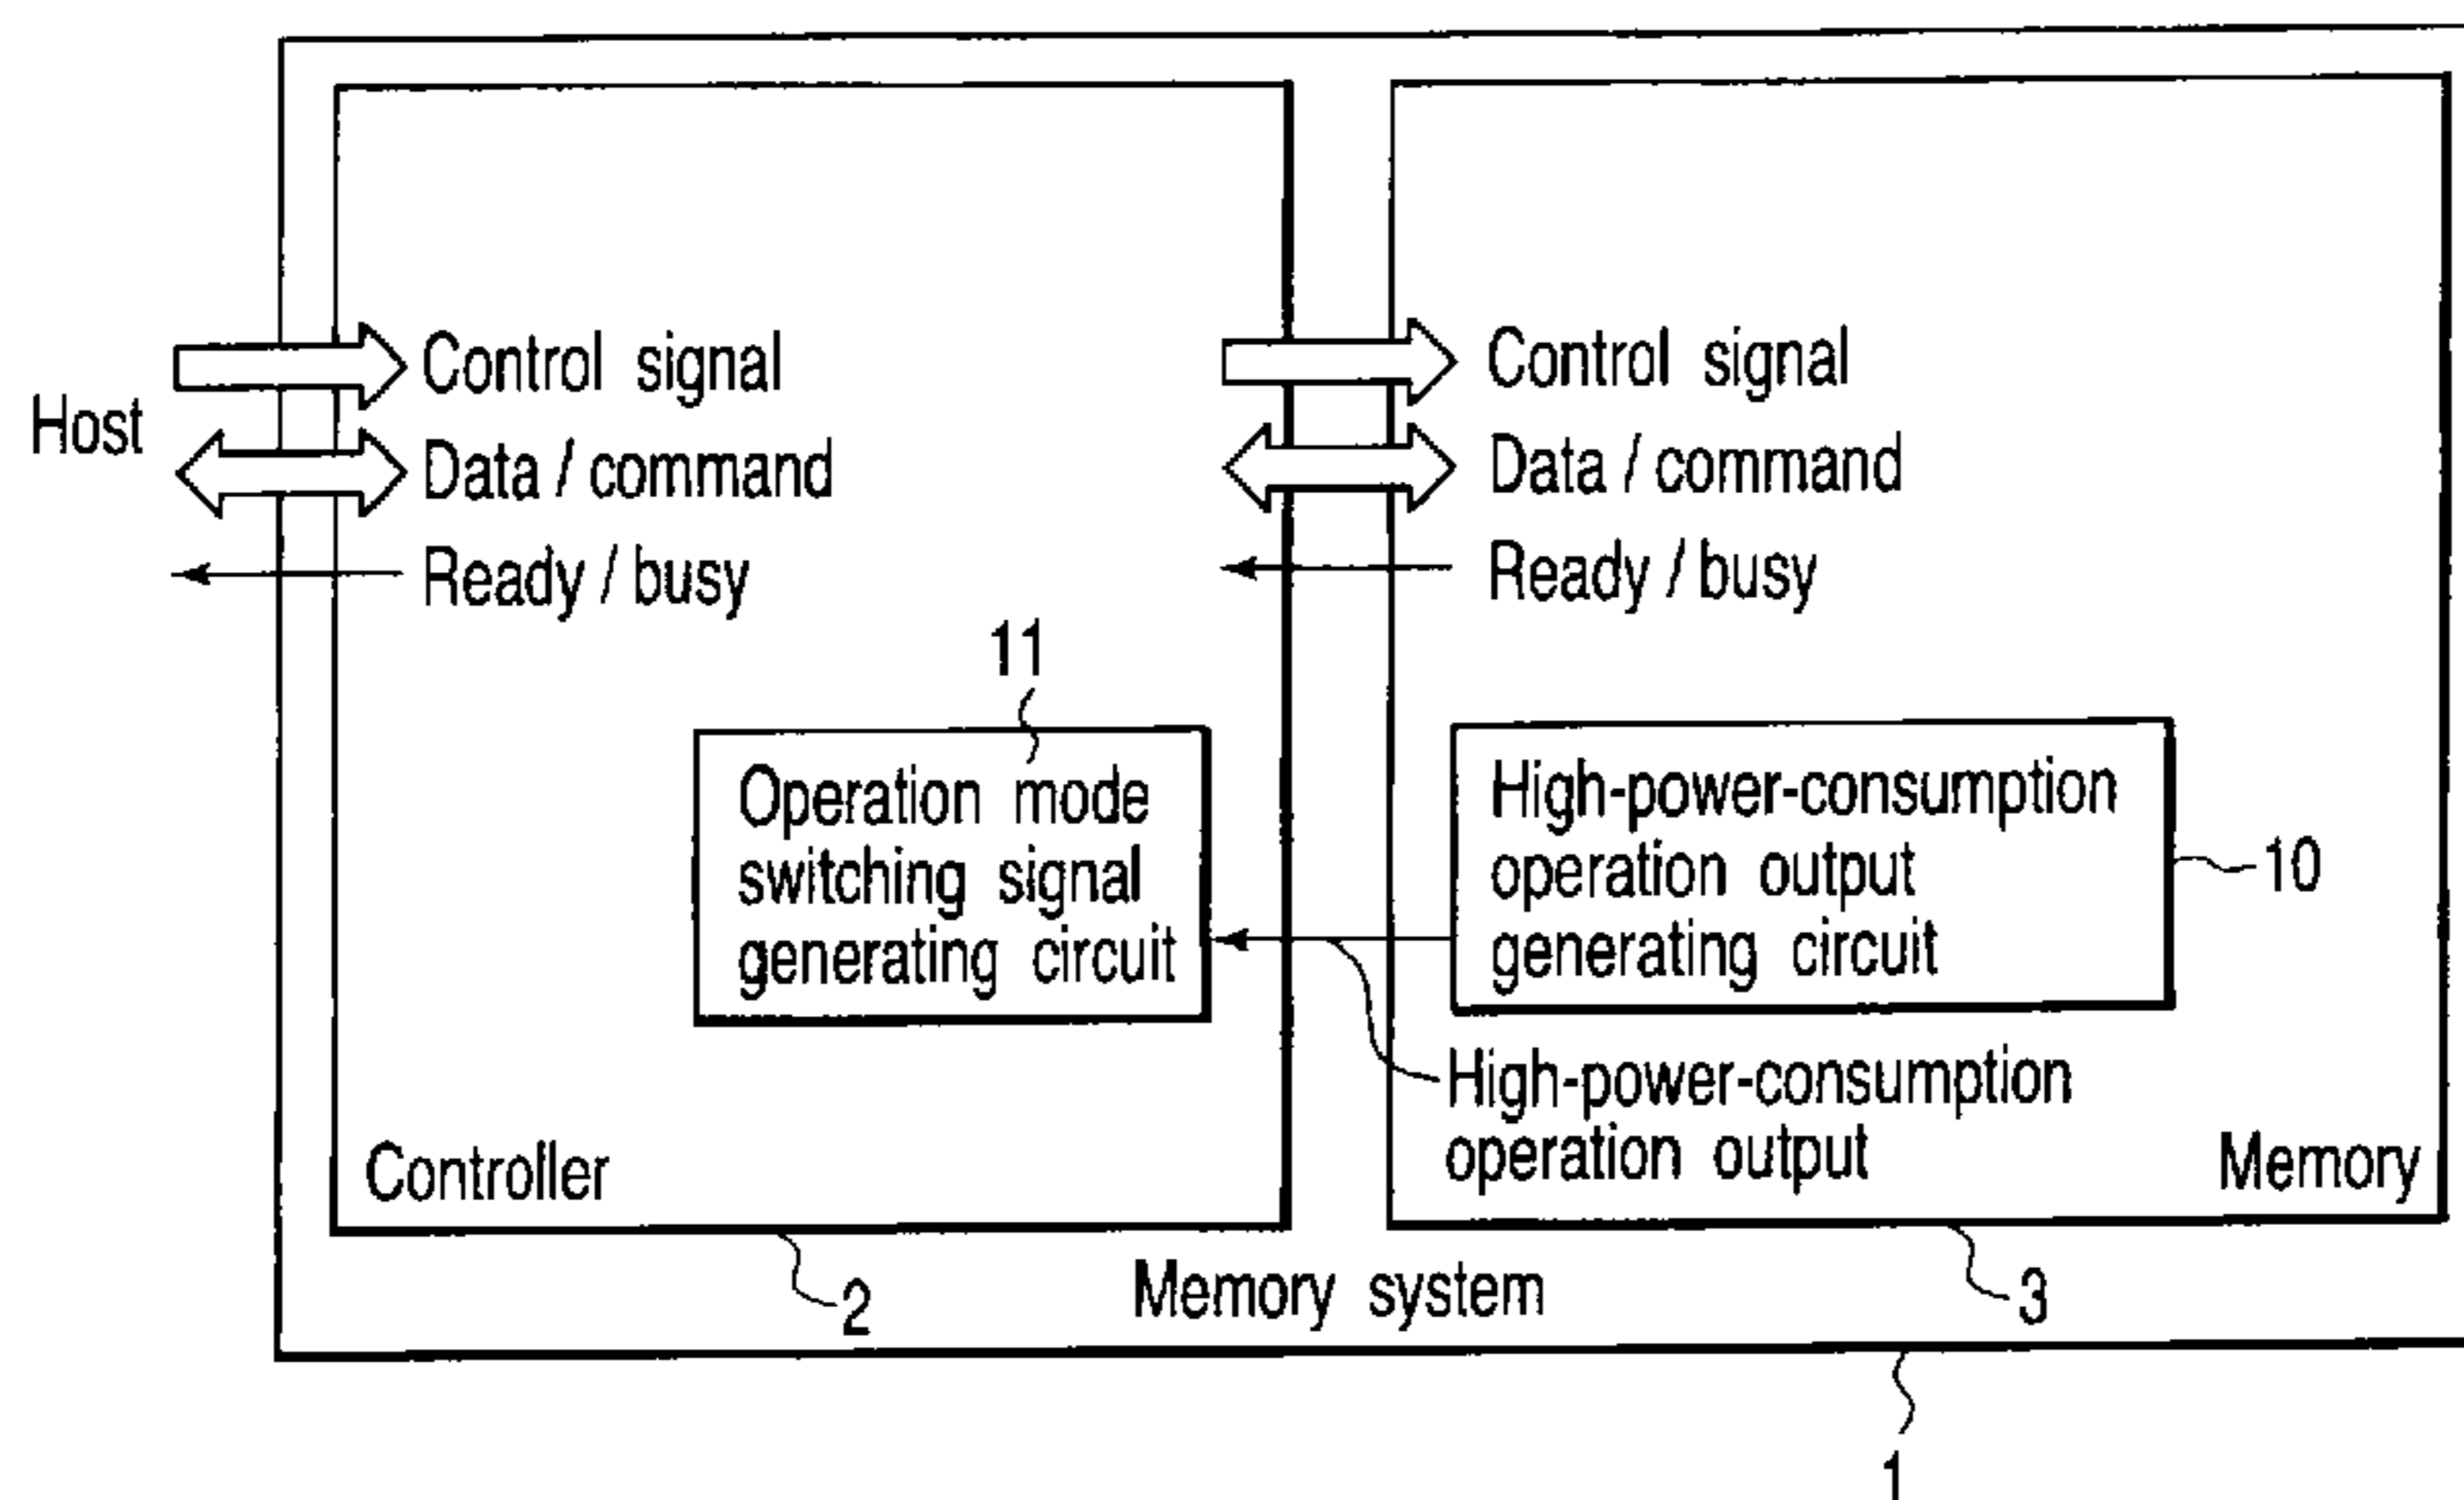 Host
Control signal
Data / command
Ready / busy
Control signal
Data / command
Ready / busy
11
Operation mode
switching signal
generating circuit
High-power-consumption
operation output
generating circuit
10
High-power-consumption
operation output
Controller
Memory
2
Memory system
3
1